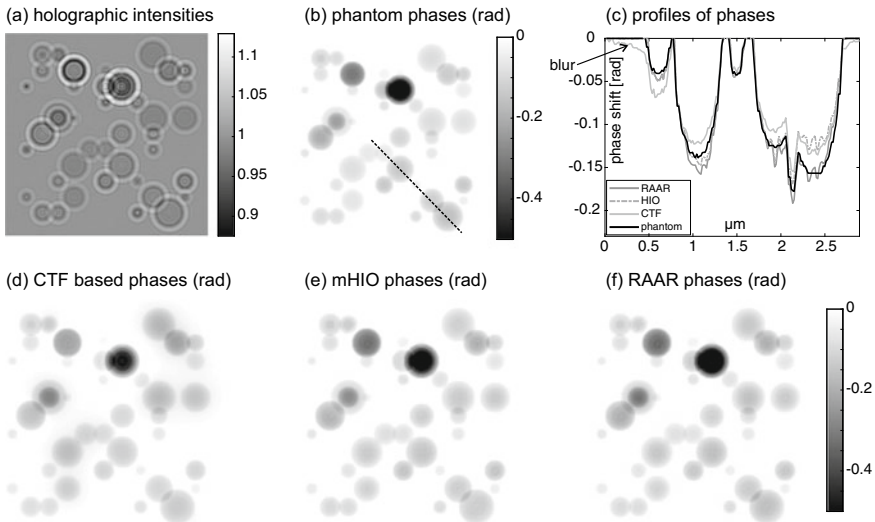 (a) holographic intensities
(b) phantom phases (rad)
(c) profiles of phases
1.1
1.05
1
0.95
0.9
0
-0.2
-0.4
0
-0.05
-0.1
-0.15
-0.2
phase shift [rad]
blur
RAAR
HIO
CTF
phantom
µm
0
0.5
1
1.5
2
2.5
(d) CTF based phases (rad)
(e) mHIO phases (rad)
(f) RAAR phases (rad)
0
-0.2
-0.4